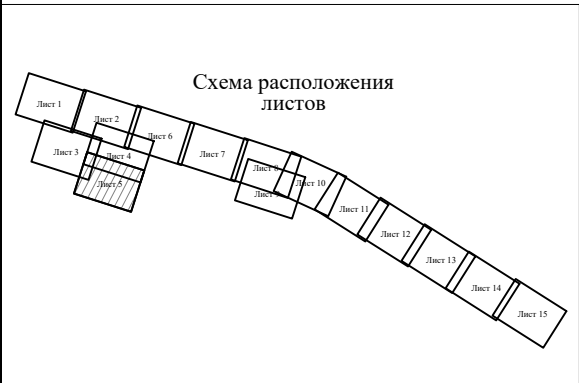 Схема расположения
листов
Лист 1
Лист 2
Лист 3
Лист 4
Лист 5
Лист 6
Лист 7
Лист 8
Лист 9
Лист 10
Лист 11
Лист 12
Лист 13
Лист 14
Лист 15